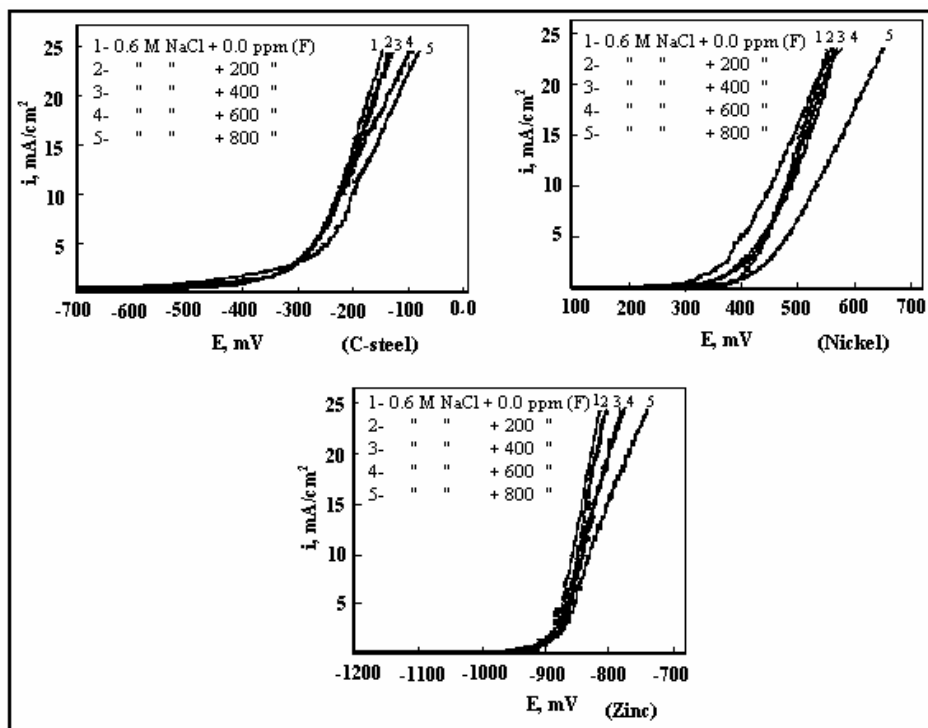 1- 0.6 M NaCl + 0.0 ppm (F)
2- " " + 200 "
3- " " + 400 "
4- " " + 600 "
5- " " + 800 "
1 2 3 4 5
25
20
15
10
5
i, mA/cm²
-700 -600 -500 -400 -300 -200 -100 0.0
E, mV (C-steel)
1- 0.6 M NaCl + 0.0 ppm (F)
2- " " + 200 "
3- " " + 400 "
4- " " + 600 "
5- " " + 800 "
1 2 3 4 5
25
20
15
10
5
i, mA/cm²
100 200 300 400 500 600 700
E, mV (Nickel)
1- 0.6 M NaCl + 0.0 ppm (F)
2- " " + 200 "
3- " " + 400 "
4- " " + 600 "
5- " " + 800 "
1 2 3 4 5
25
20
15
10
5
i, mA/cm²
-1200 -1100 -1000 -900 -800 -700
E, mV (Zinc)